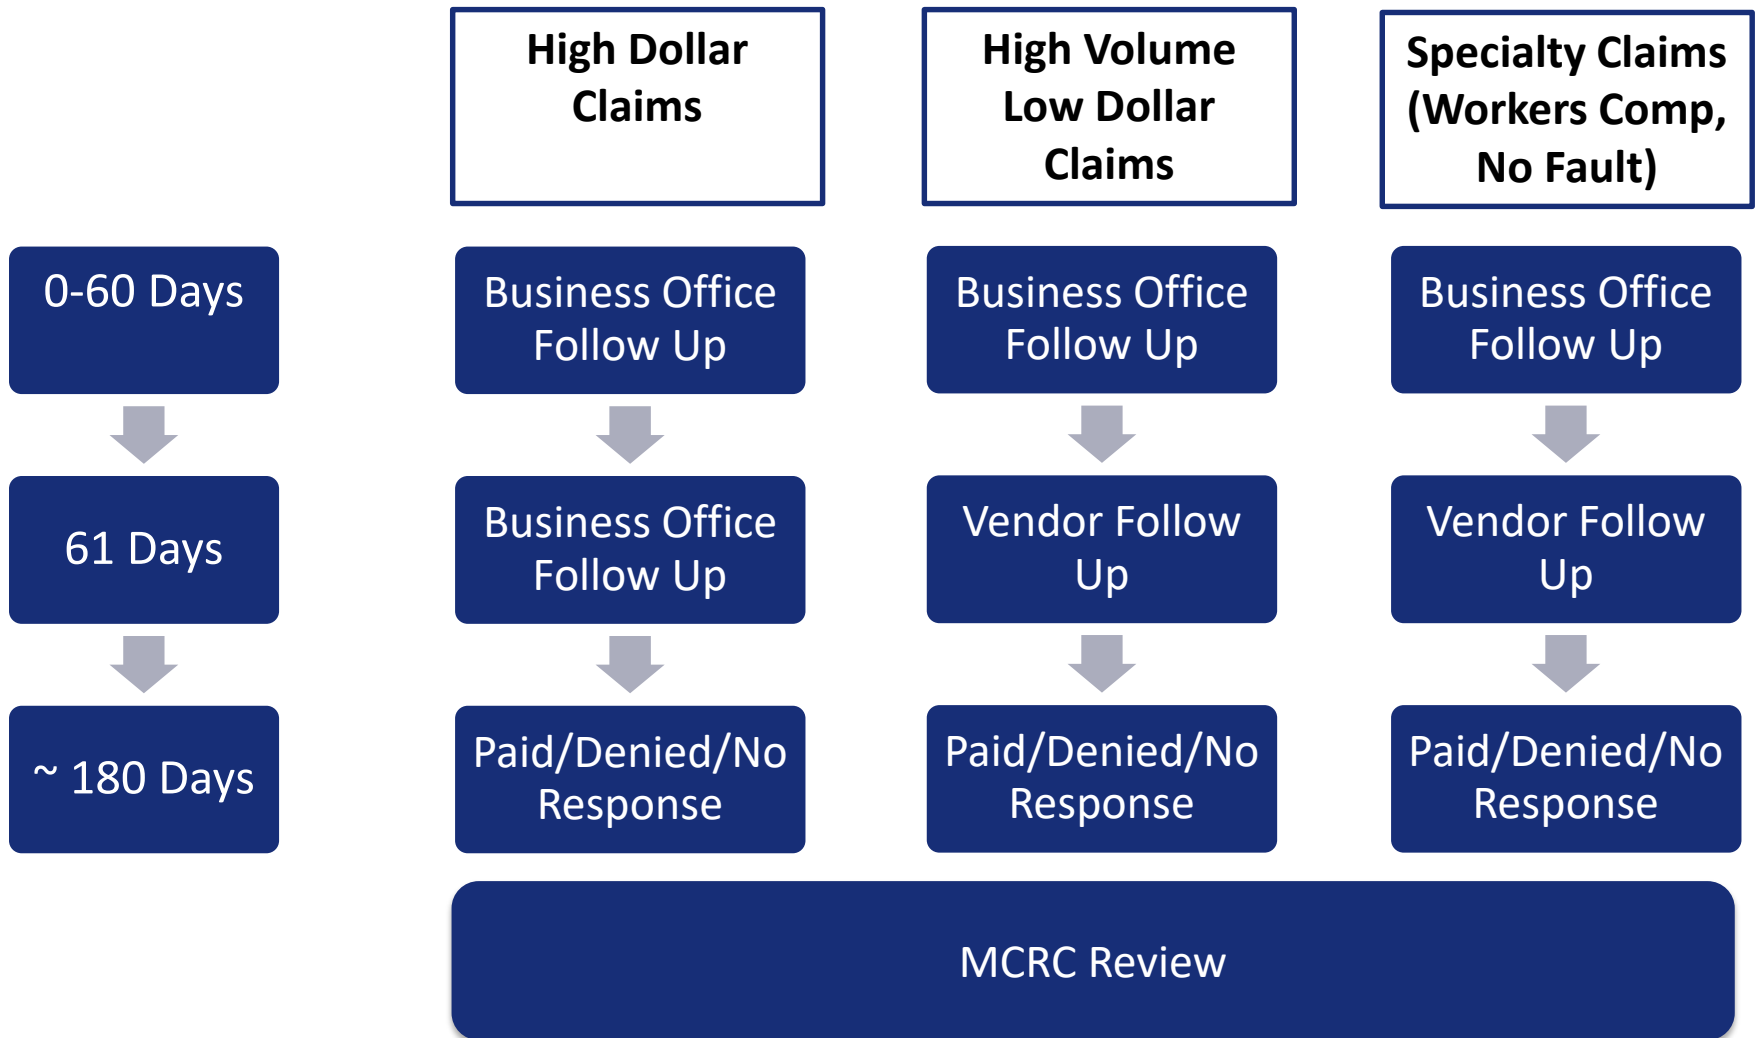 High Dollar
Claims
High Volume
Low Dollar
Claims
Specialty Claims
(Workers Comp,
No Fault)
0-60 Days
Business Office
Follow Up
Business Office
Follow Up
Business Office
Follow Up
61 Days
Business Office
Follow Up
Vendor Follow
Up
Vendor Follow
Up
~ 180 Days
Paid/Denied/No
Response
Paid/Denied/No
Response
Paid/Denied/No
Response
MCRC Review